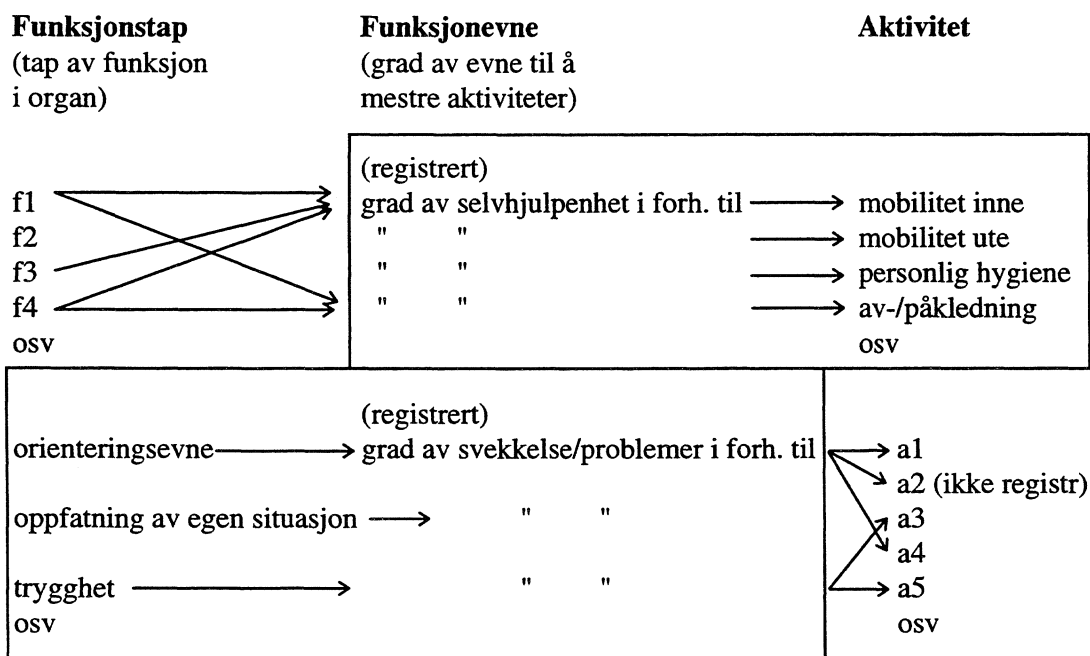 Funksjonstap Funksjonevne Aktivitet
(tap av funksjon (grad av evne til å
i organ) mestre aktiviteter)
(registrert)
f1 grad av selvhjulpenhet i forh. til mobilitet inne
f2 " " mobilitet ute
f3 " " personlig hygiene
f4 " " av-/påkledning
osv osv
(registrert)
orienteringsevne grad av svekkelse/problemer i forh. til a1
a2 (ikke registr)
oppfatning av egen situasjon " " a3
a4
trygghet " " a5
osv osv